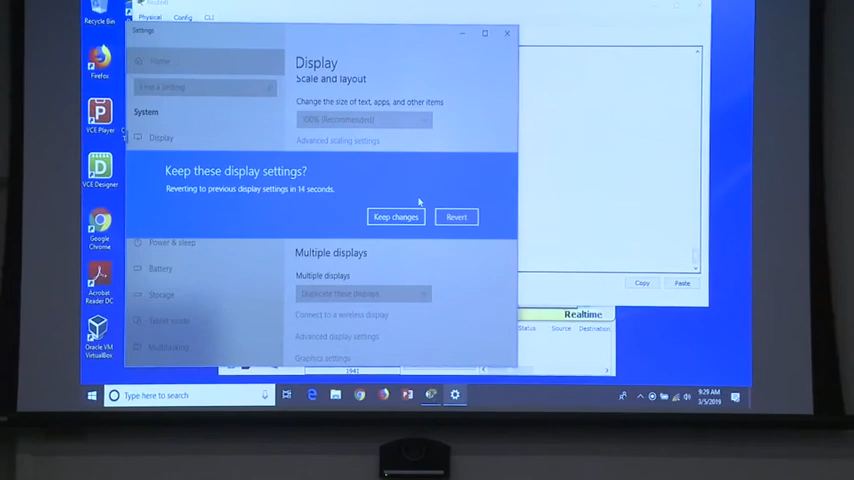 Physical Config CLI
Settings
Recycle Bin
Home
Find a setting
System
Display
Display
Scale and layout
Change the size of text, apps, and other items
100% (Recommended)
Advanced scaling settings
Keep these display settings?
Reverting to previous display settings in 14 seconds.
Keep changes
Revert
Power & sleep
Battery
Storage
Tablet mode
Multitasking
Multiple displays
Multiple displays
Duplicate these displays
Connect to a wireless display
Advanced display settings
Graphics settings
Firefox
VCE Player
VCE Designer
Google
Chrome
Acrobat
Reader DC
Oracle VM
VirtualBox
Copy
Paste
Realtime
Status Source Destination
1941
Type here to search
9:29 AM
3/5/2019